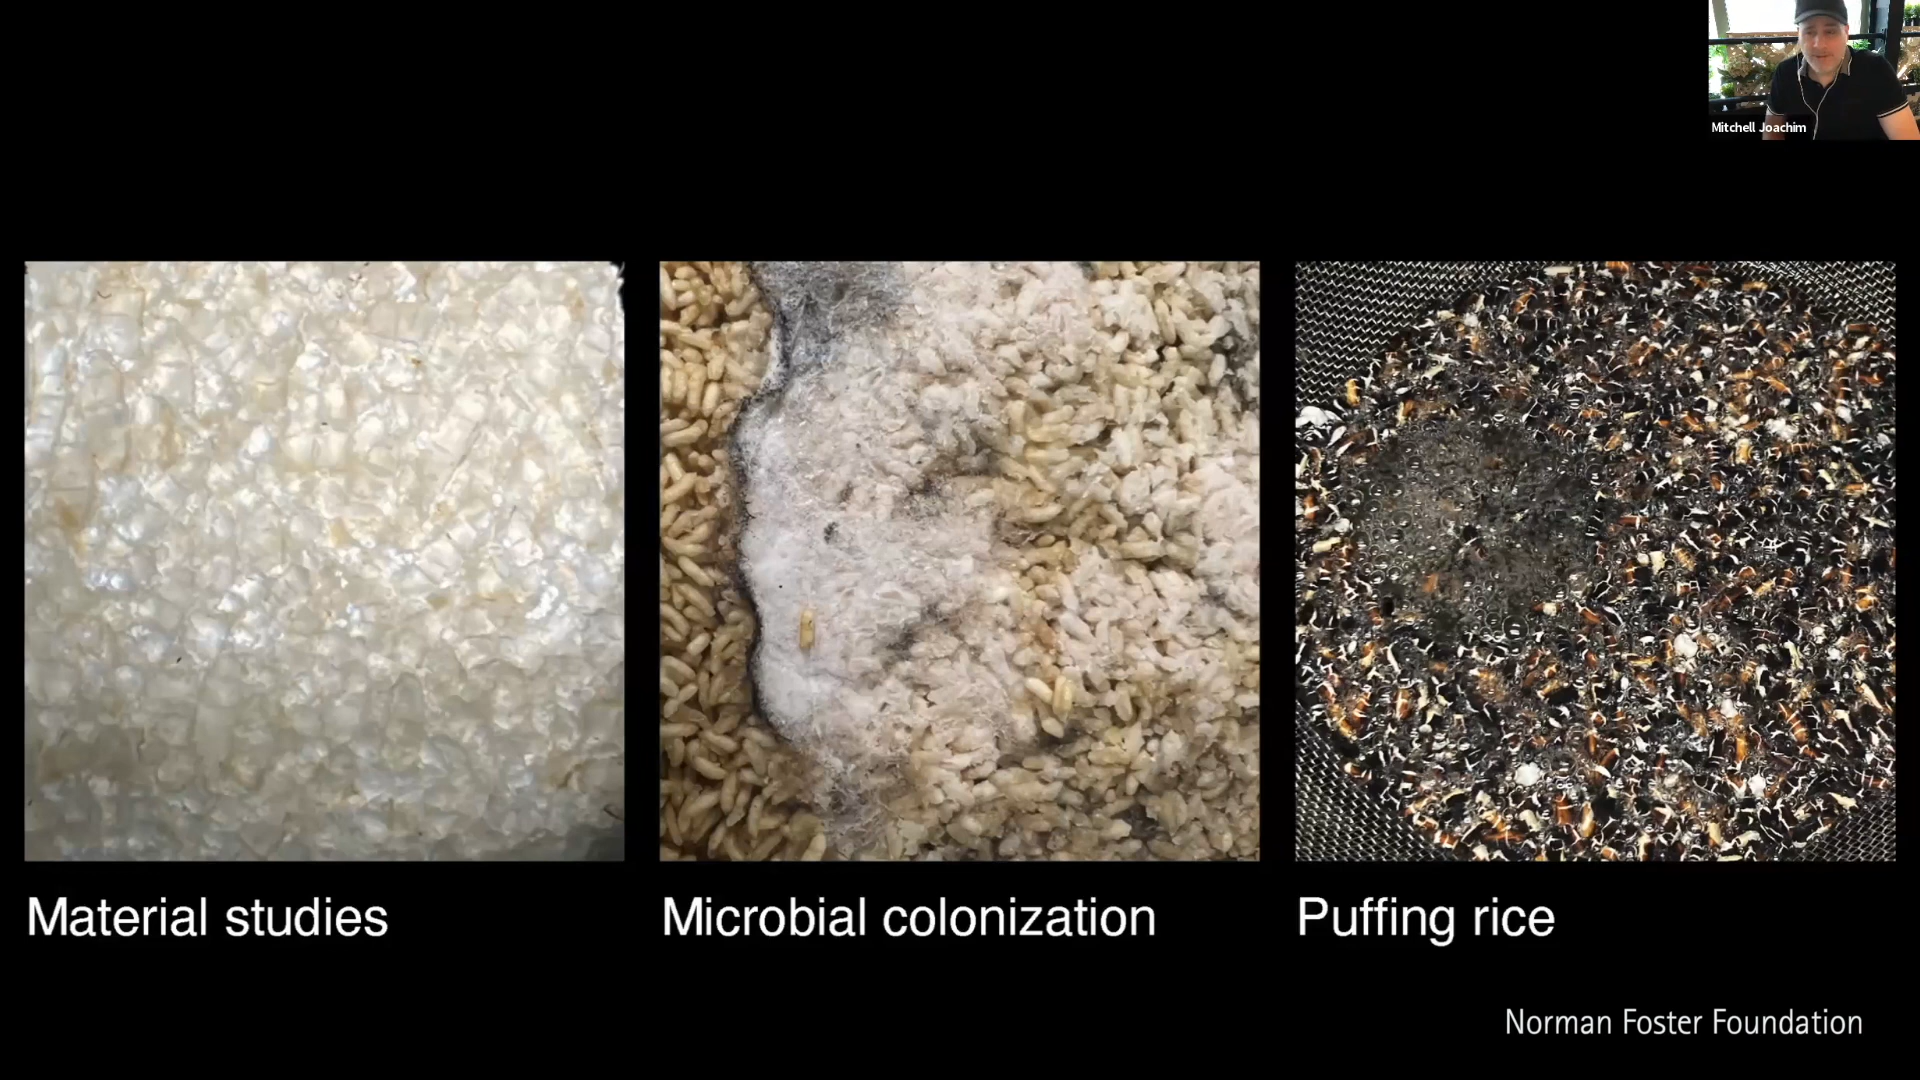 Mitchell Joachim
Material studies
Microbial colonization
Puffing rice
Norman Foster Foundation